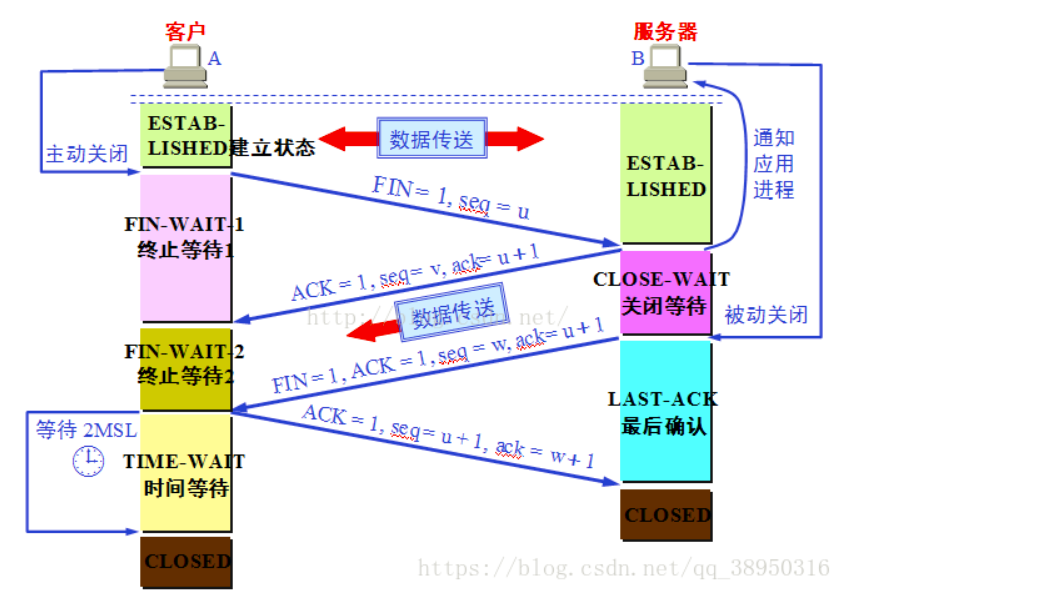 客户
服务器
A
B
ESTAB-
LISHED建立状态
数据传送
ESTAB-
LISHED
通知
应用
进程
主动关闭
FIN = 1, seq = u
FIN-WAIT-1
终止等待1
ACK = 1, seq = v, ack = u + 1
CLOSE-WAIT
关闭等待
数据传送
被动关闭
FIN-WAIT-2
终止等待2
FIN = 1, ACK = 1, seq = w, ack = u + 1
LAST-ACK
最后确认
ACK = 1, seq = u + 1, ack = w + 1
等待 2MSL
TIME-WAIT
时间等待
CLOSED
CLOSED
https://blog.csdn.net/qq_38950316